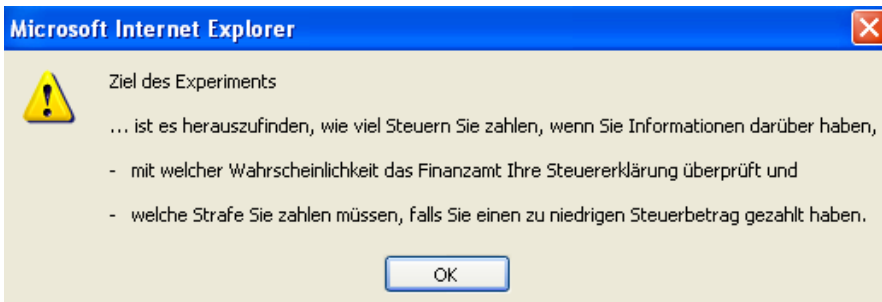 Microsoft Internet Explorer
Ziel des Experiments
... ist es herauszufinden, wie viel Steuern Sie zahlen, wenn Sie Informationen darüber haben,
- mit welcher Wahrscheinlichkeit das Finanzamt Ihre Steuererklärung überprüft und
- welche Strafe Sie zahlen müssen, falls Sie einen zu niedrigen Steuerbetrag gezahlt haben.
OK